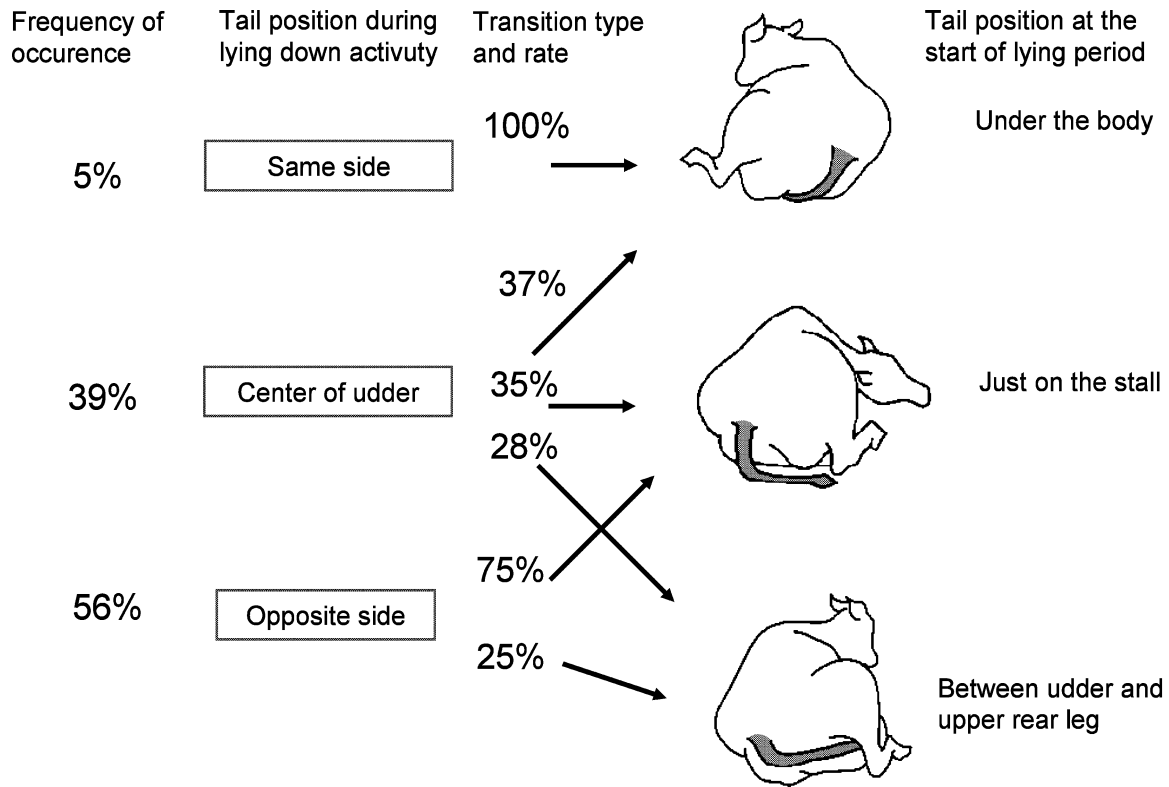 Frequency of
occurence
Tail position during
lying down activuty
Transition type
and rate
Tail position at the
start of lying period
100%
Under the body
5%
Same side
37%
39%
Center of udder
35%
Just on the stall
28%
75%
56%
Opposite side
25%
Between udder and
upper rear leg